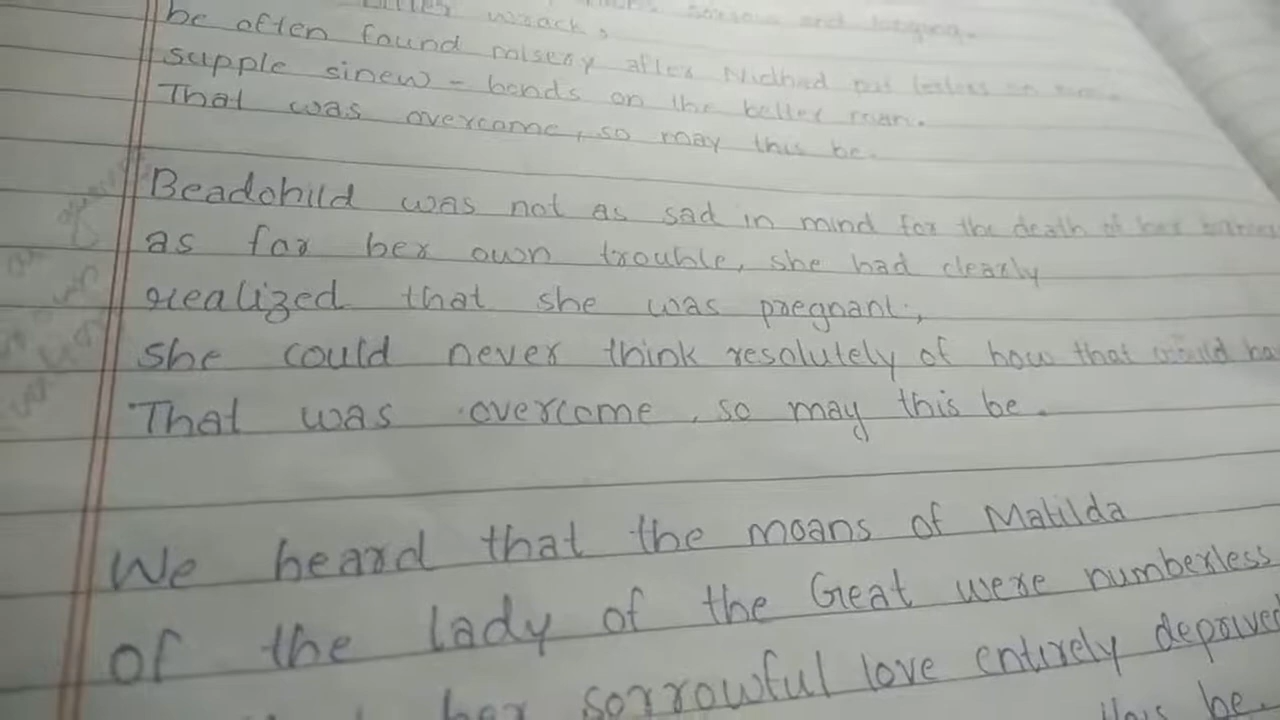 wrack,
he often found misery after Nidhad put fetters on him.
supple sinew - bonds on the better man.
That was overcome, so may this be.
Beadohild was not as sad in mind for the death of her
as for her own trouble, she had clearly
realized that she was pregnant;
she could never think resolutely of how that would
That was overcome, so may this be.
We heard that the moans of Matilda
of the lady of the Great were numberless
her sorrowful love entirely
this be.